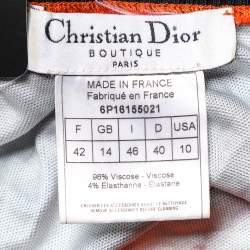 Christian Dior
BOUTIQUE
PARIS
MADE IN FRANCE
Fabriqué en France
6P16155021
F GB I D USA
42 14 46 40 10
96% Viscose - Viscose
4% Elasthanne - Elastane